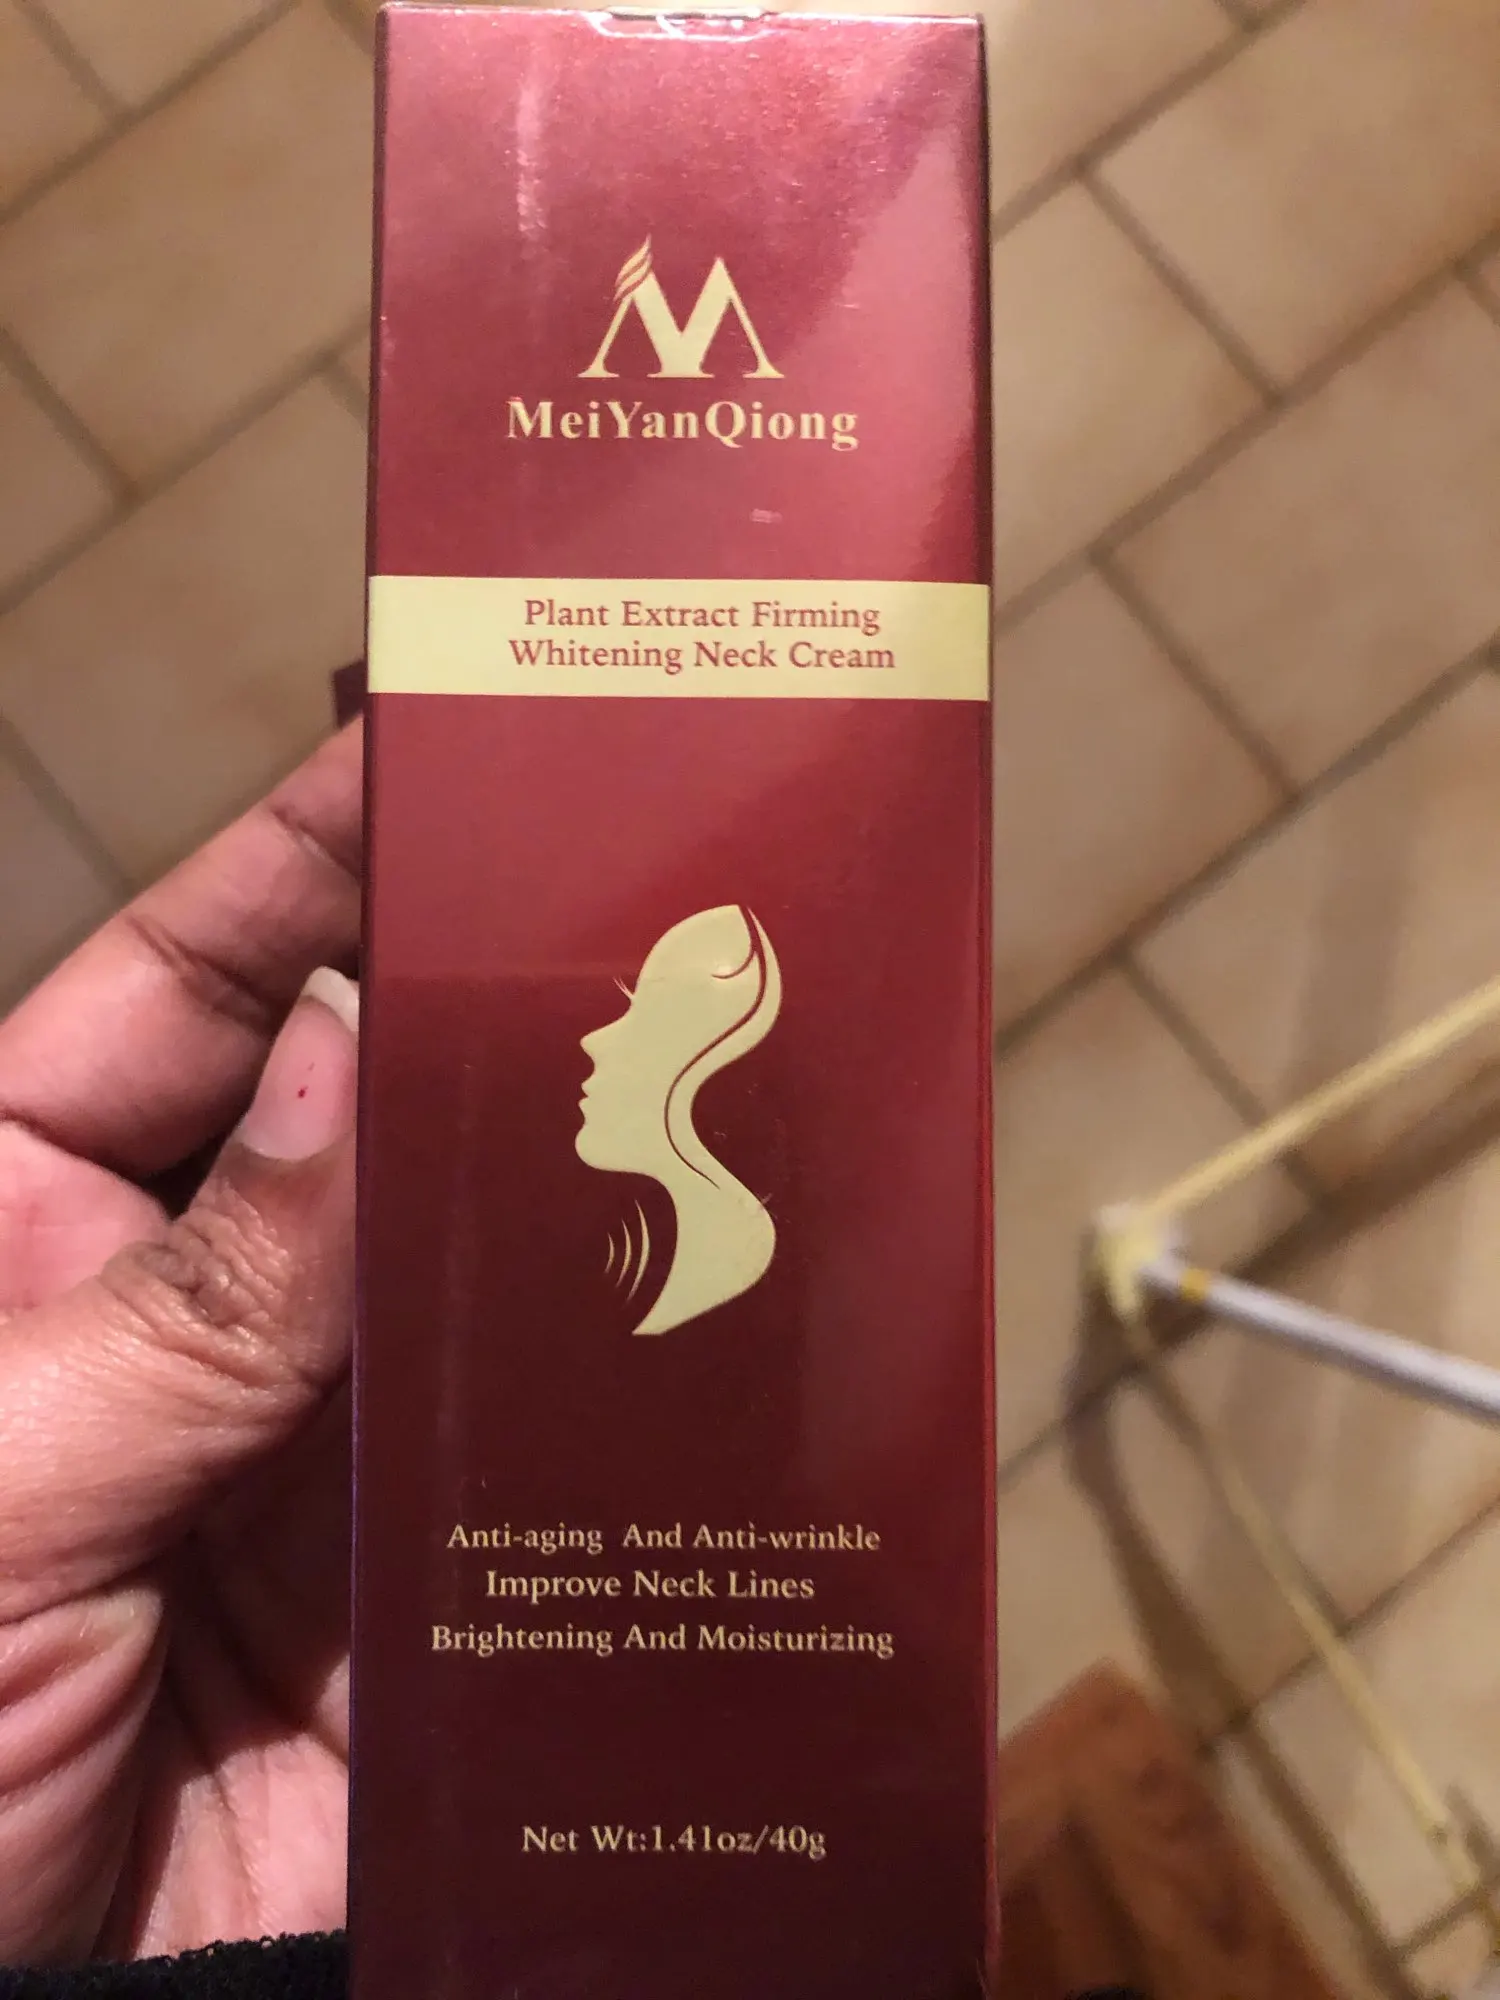 MeiYanQiong
Plant Extract Firming
Whitening Neck Cream
Anti-aging And Anti-wrinkle
Improve Neck Lines
Brightening And Moisturizing
Net Wt:1.41oz/40g